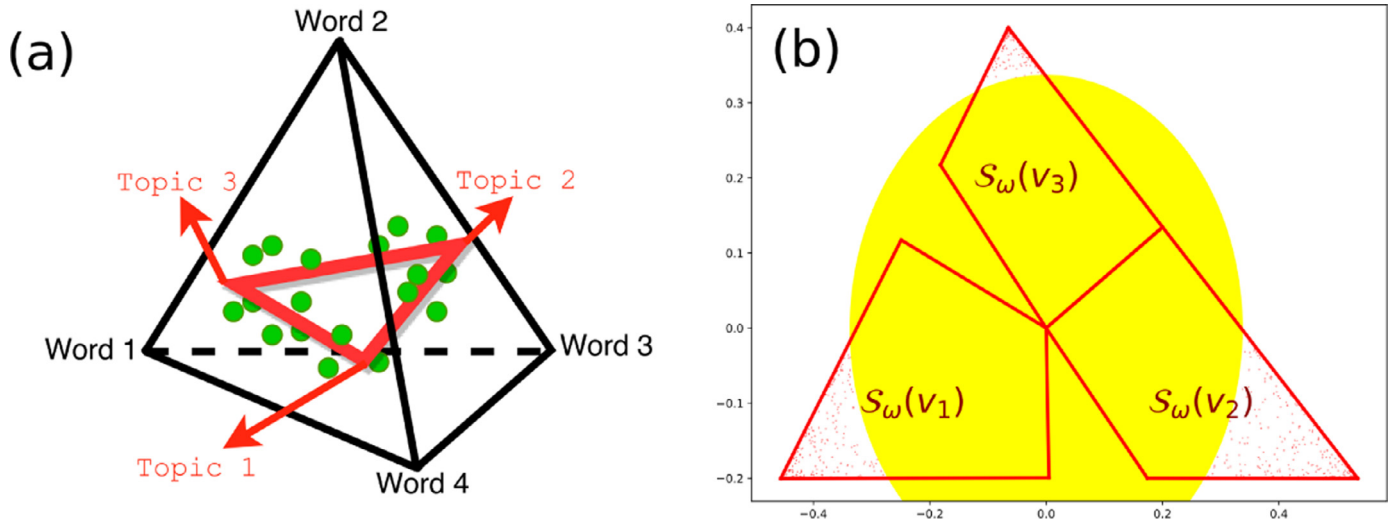 (a)
Word 2
Topic 3
Topic 2
Word 1
Word 3
Topic 1
Word 4
(b)
0.4
0.3
0.2
0.1
0.0
−0.1
−0.2
−0.4
−0.2
0.0
0.2
0.4
𝒮ω(v3)
𝒮ω(v1)
𝒮ω(v2)